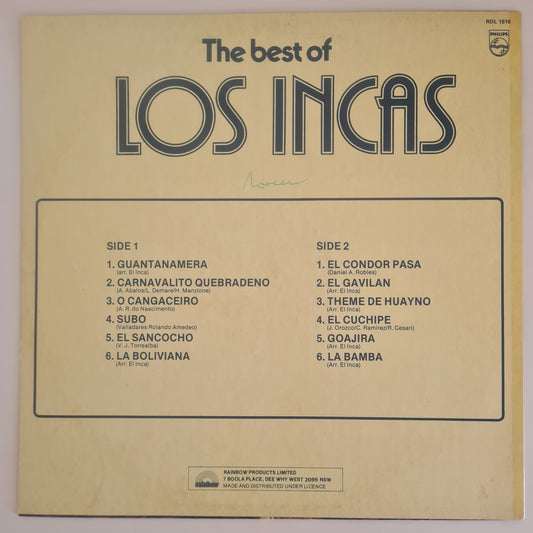 RDL 1516
PHILIPS
The best of
LOS INCAS
SIDE 1
1. GUANTANAMERA
(arr. El Inca)
2. CARNAVALITO QUEBRADENO
(A. Abalos/L. Demare/H. Manzione)
3. O CANGACEIRO
(A. R. do Nascimento)
4. SUBO
(Valladares Rolando Amedeo)
5. EL SANCOCHO
(V. J. Torrealba)
6. LA BOLIVIANA
(Arr. El Inca)
SIDE 2
1. EL CONDOR PASA
(Daniel A. Robles)
2. EL GAVILAN
(Arr. El Inca)
3. THEME DE HUAYNO
(Arr. El Inca)
4. EL CUCHIPE
(J. Orozco/C. Ramirez/R. Cesari)
5. GOAJIRA
(Arr. El Inca)
6. LA BAMBA
(Arr. El Inca)
rainbow
RAINBOW PRODUCTS LIMITED
7 BOOLA PLACE, DEE WHY WEST 2099 NSW
MADE AND DISTRIBUTED UNDER LICENCE